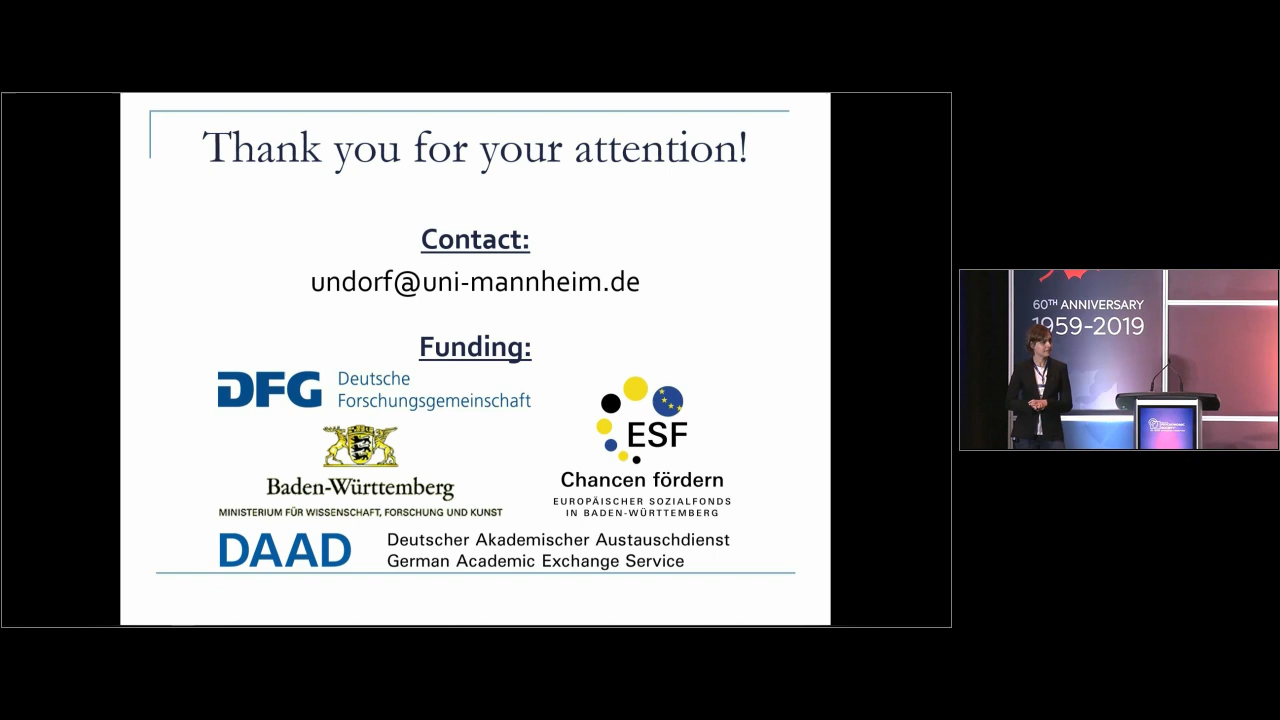 Thank you for your attention!
Contact:
undorf@uni-mannheim.de
Funding:
DFG
Deutsche
Forschungsgemeinschaft
Baden-Württemberg
MINISTERIUM FÜR WISSENSCHAFT, FORSCHUNG UND KUNST
ESF
Chancen fördern
EUROPÄISCHER SOZIALFONDS
IN BADEN-WÜRTTEMBERG
DAAD
Deutscher Akademischer Austauschdienst
German Academic Exchange Service
60TH ANNIVERSARY
1959-2019